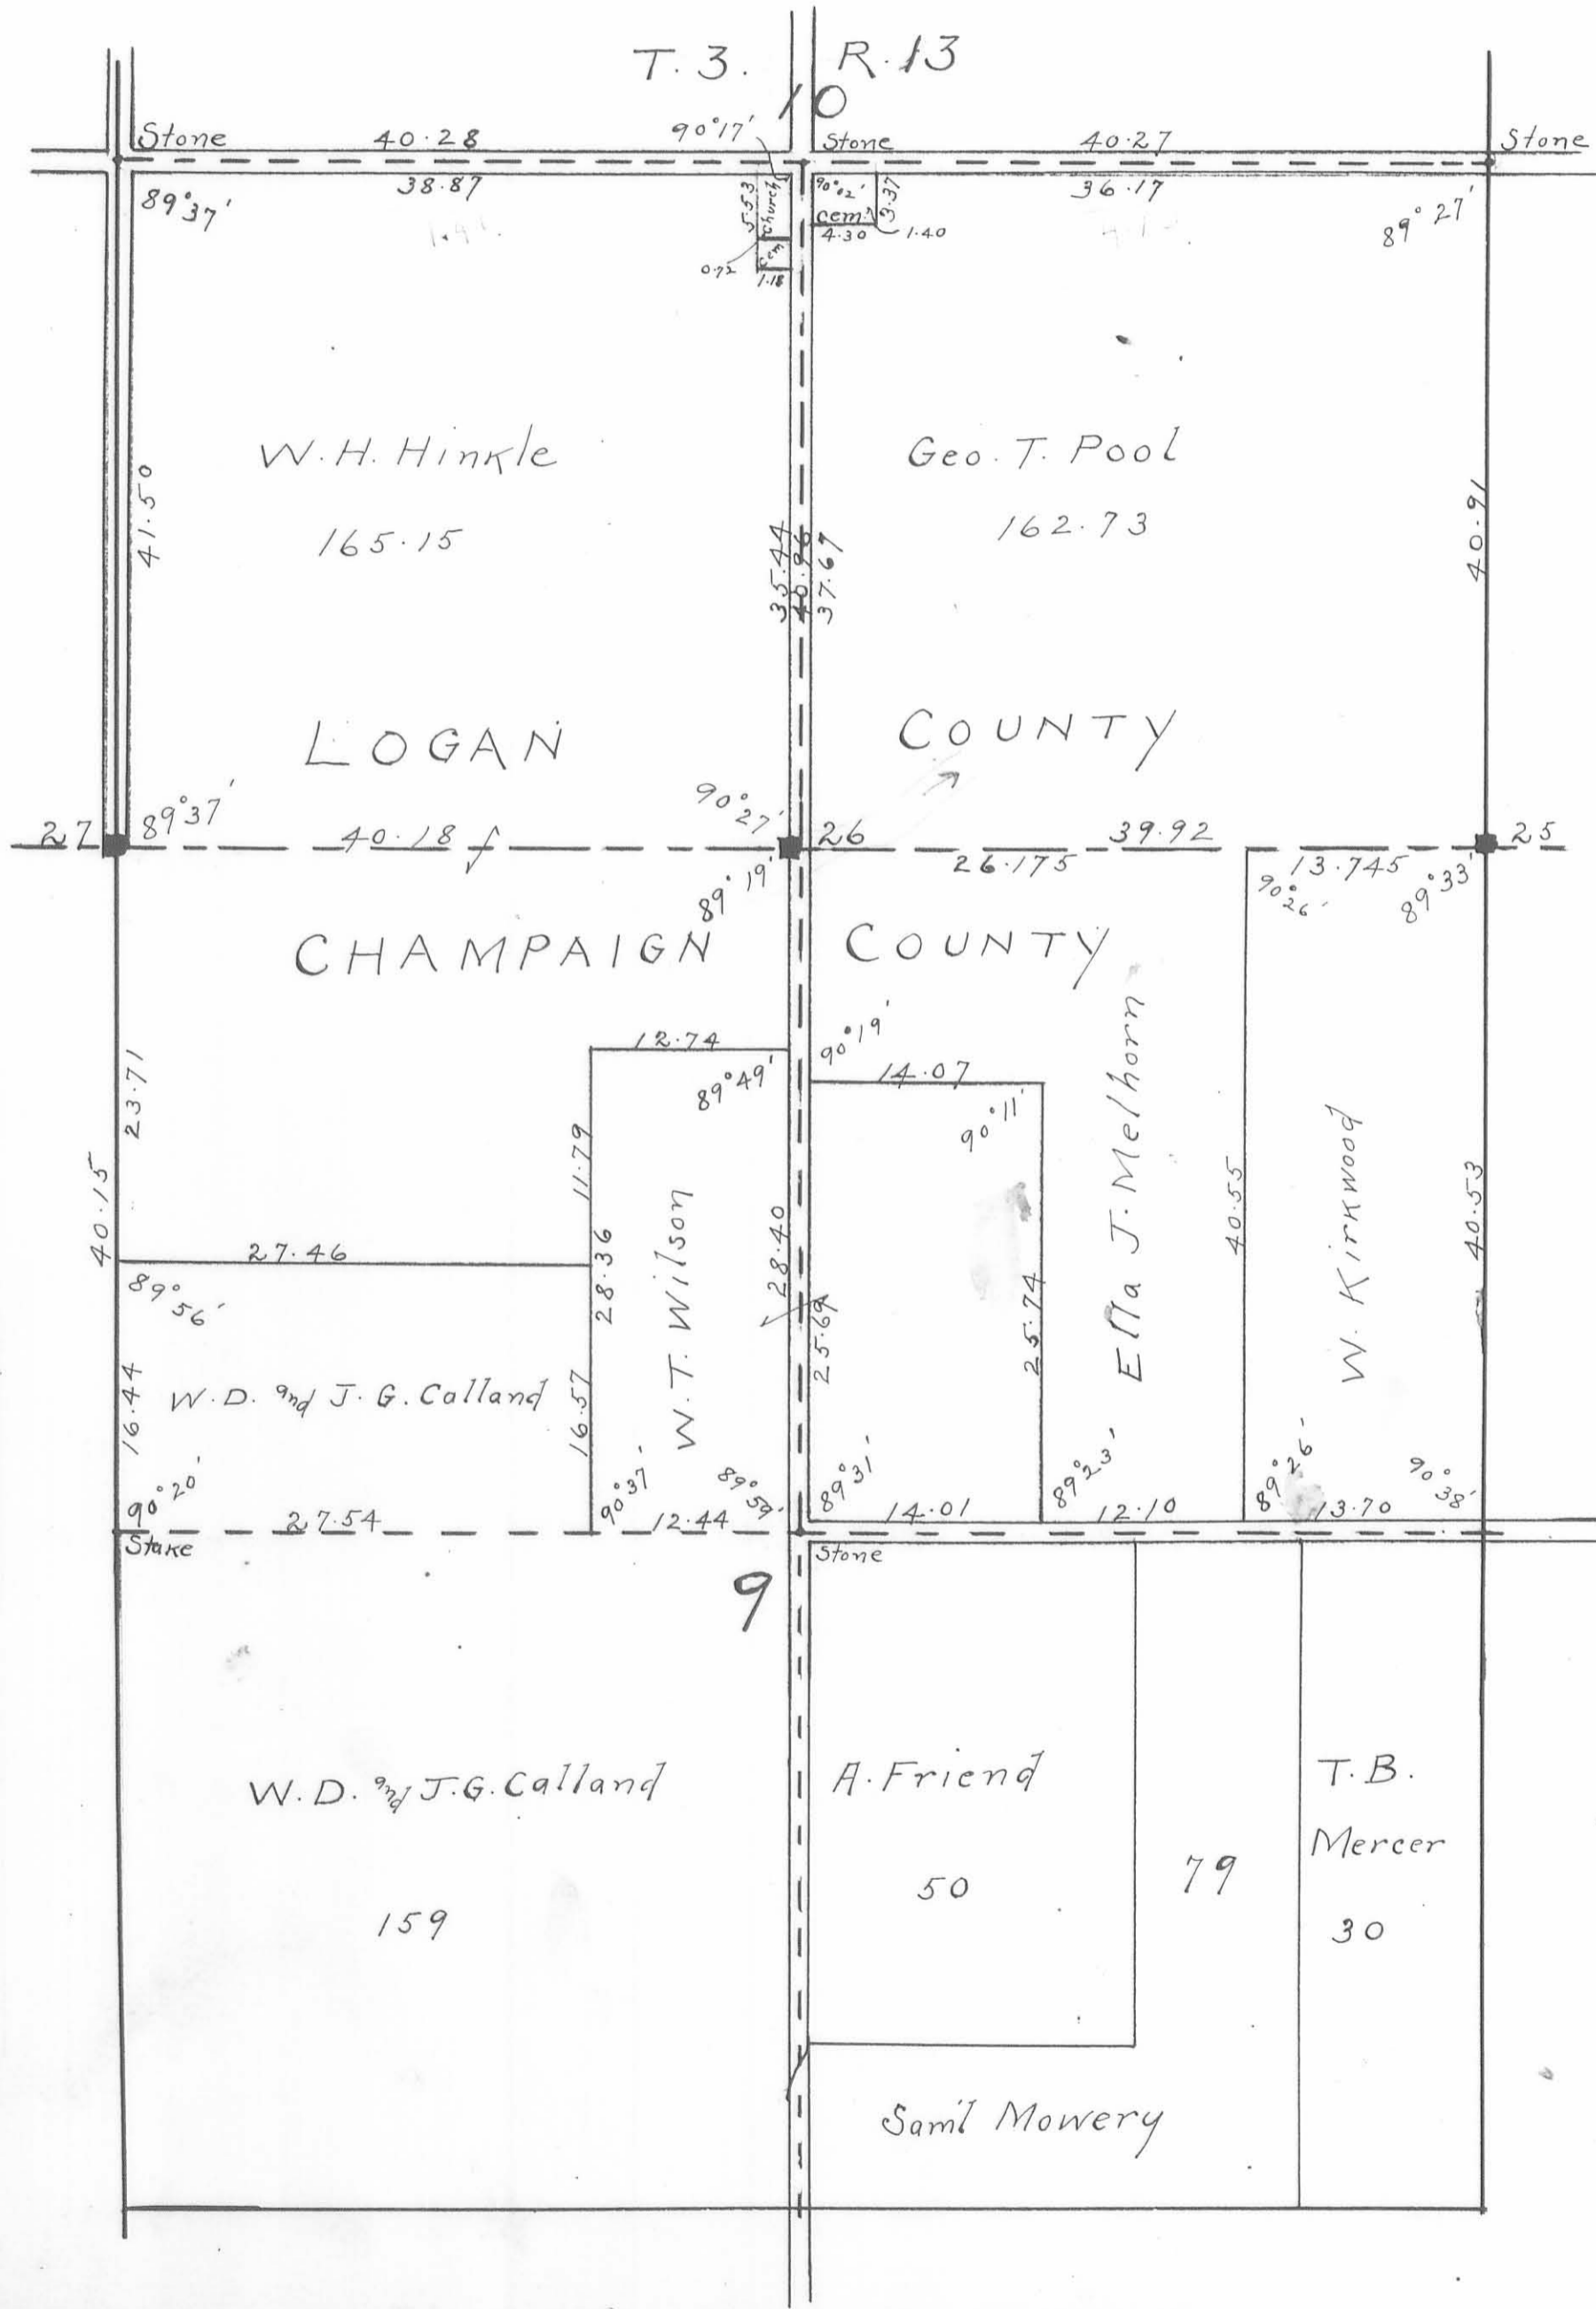 T. 3. R. 13
10
Stone 40.28 90°17' Stone 40.27 Stone
89°37' 38.87 5.53 Church 90°02' 3.37 36.17 89°27'
Cem. 4.30 1.40
0.72 Cem 1.18
W. H. Hinkle
165.15
Geo. T. Pool
162.73
41.50
35.44
40.96
37.67
40.91
LOGAN COUNTY
27 89°37' 40.18 90°27' 26 39.92 25
89°19' 26.175 90°26' 13.745 89°33'
CHAMPAIGN COUNTY
12.74
89°49'
90°19'
14.07
90°11'
23.71
40.15
11.79
28.36
W. T. Wilson
28.40
25.69
25.74
Ella J. Melhorn
40.55
W. Kirkwood
40.53
27.46
89°56'
16.44
W. D. and J. G. Calland
16.57
90°20' 27.54 90°37' 12.44 89°59' 89°31' 14.01 89°23' 12.10 89°26' 13.70 90°38'
Stake
Stone
9
W. D. and J. G. Calland
159
A. Friend
50
79
T. B.
Mercer
30
Sam'l Mowery